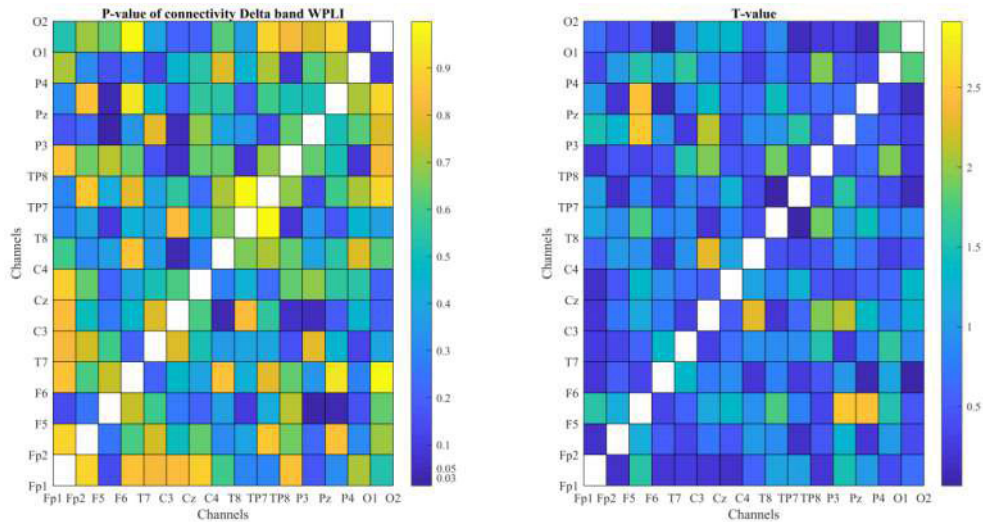 P-value of connectivity Delta band WPLI
O2
O1
P4
Pz
P3
TP8
TP7
T8
C4
Cz
C3
T7
F6
F5
Fp2
Fp1
Channels
Fp1 Fp2 F5 F6 T7 C3 Cz C4 T8 TP7 TP8 P3 Pz P4 O1 O2
Channels
0.9
0.8
0.7
0.6
0.5
0.4
0.3
0.2
0.1
0.05
0.03
T-value
O2
O1
P4
Pz
P3
TP8
TP7
T8
C4
Cz
C3
T7
F6
F5
Fp2
Fp1
Channels
Fp1 Fp2 F5 F6 T7 C3 Cz C4 T8 TP7 TP8 P3 Pz P4 O1 O2
Channels
2.5
2
1.5
1
0.5